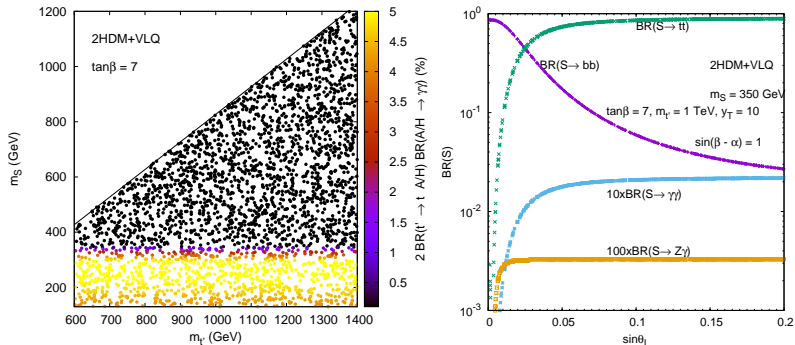 1200
1000
800
600
400
200
600 700 800 900 1000 1100 1200 1300 1400
m_S (GeV)
m_t' (GeV)
2HDM+VLQ
tanβ = 7
5
4.5
4
3.5
3
2.5
2
1.5
1
0.5
2 BR(t' → t A/H) BR(A/H → γγ) (%)
10^0
10^-1
10^-2
10^-3
BR(S)
0 0.05 0.1 0.15 0.2
sinθ_L
BR(S→ tt)
BR(S→ bb)
2HDM+VLQ
m_S = 350 GeV
tanβ = 7, m_t' = 1 TeV, y_T = 10
sin(β - α) = 1
10xBR(S→ γγ)
100xBR(S→ Zγ)